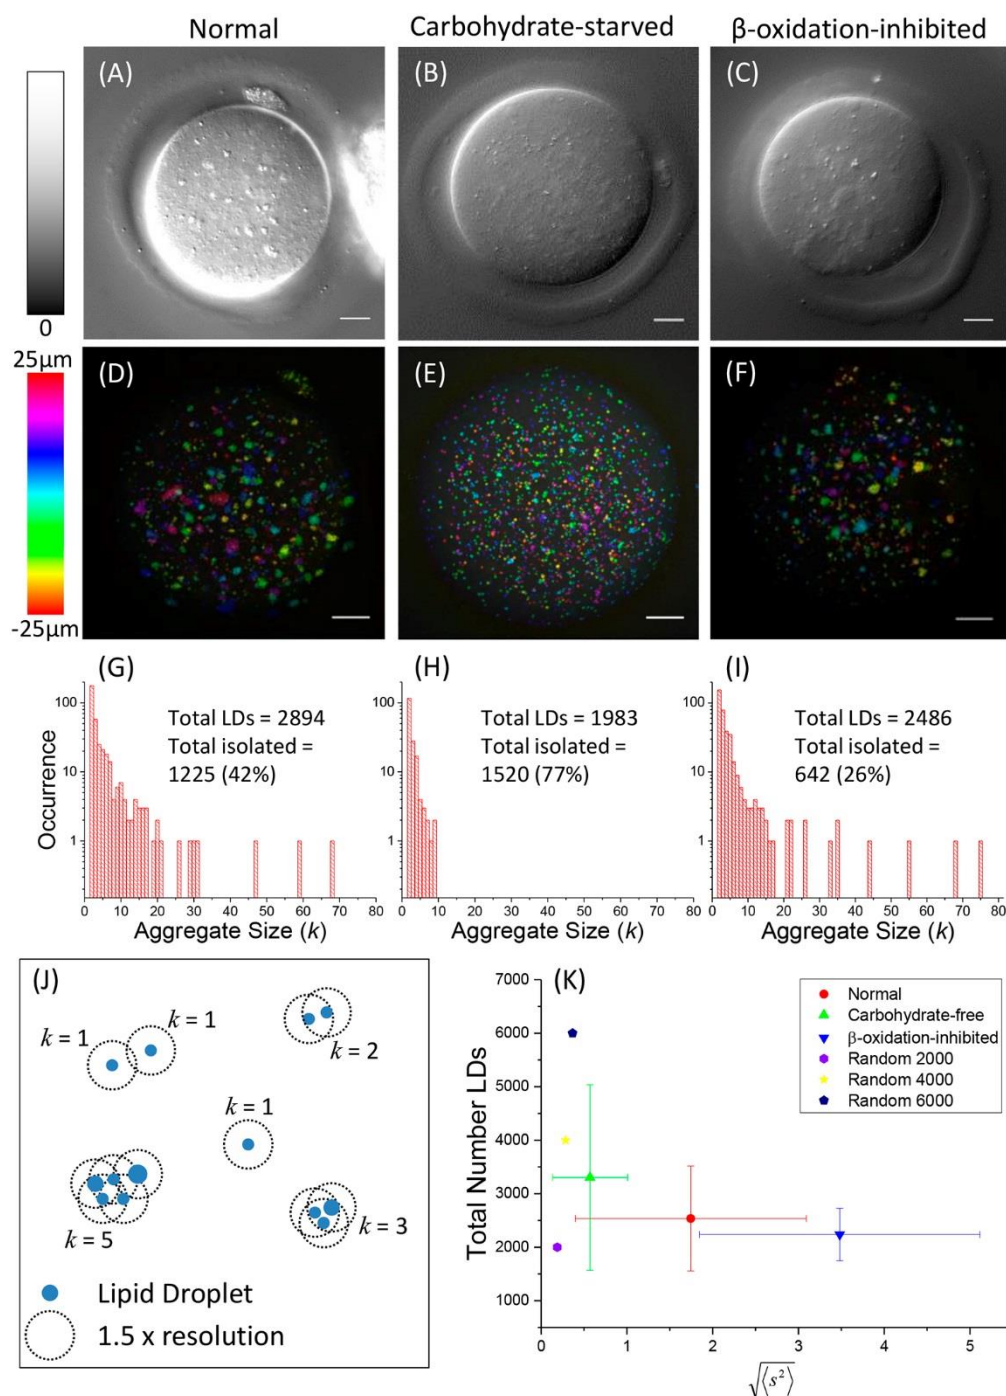 Normal
Carbohydrate-starved
β-oxidation-inhibited
(A)
(B)
(C)
0
25μm
-25μm
(D)
(E)
(F)
(G)
Total LDs = 2894
Total isolated =
1225 (42%)
(H)
Total LDs = 1983
Total isolated =
1520 (77%)
(I)
Total LDs = 2486
Total isolated =
642 (26%)
Occurrence
100
10
1
100
10
1
100
10
1
0 10 20 30 40 50 60 70 80
0 10 20 30 40 50 60 70 80
0 10 20 30 40 50 60 70 80
Aggregate Size (k)
Aggregate Size (k)
Aggregate Size (k)
(J)
k = 1
k = 1
k = 2
k = 1
k = 5
k = 3
Lipid Droplet
1.5 x resolution
(K)
Total Number LDs
7000
6000
5000
4000
3000
2000
1000
0 1 2 3 4 5
√⟨s²⟩
Normal
Carbohydrate-free
β-oxidation-inhibited
Random 2000
Random 4000
Random 6000